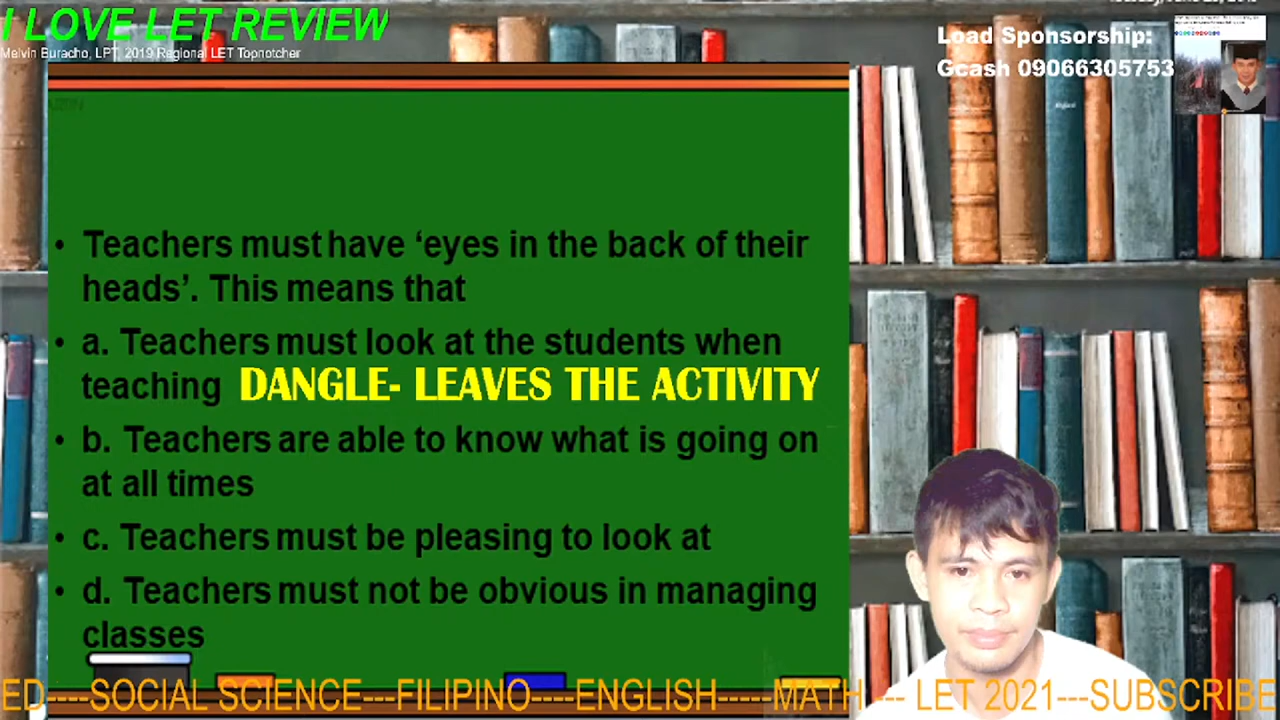 I LOVE LET REVIEW
Melvin Buracho, LPT, 2019 Regional LET Topnotcher
Load Sponsorship:
Gcash 09066305753
• Teachers must have ‘eyes in the back of their
heads’. This means that
• a. Teachers must look at the students when
teaching DANGLE- LEAVES THE ACTIVITY
• b. Teachers are able to know what is going on
at all times
• c. Teachers must be pleasing to look at
• d. Teachers must not be obvious in managing
classes
ED----SOCIAL SCIENCE---FILIPINO----ENGLISH-----MATH---- LET 2021---SUBSCRIBE